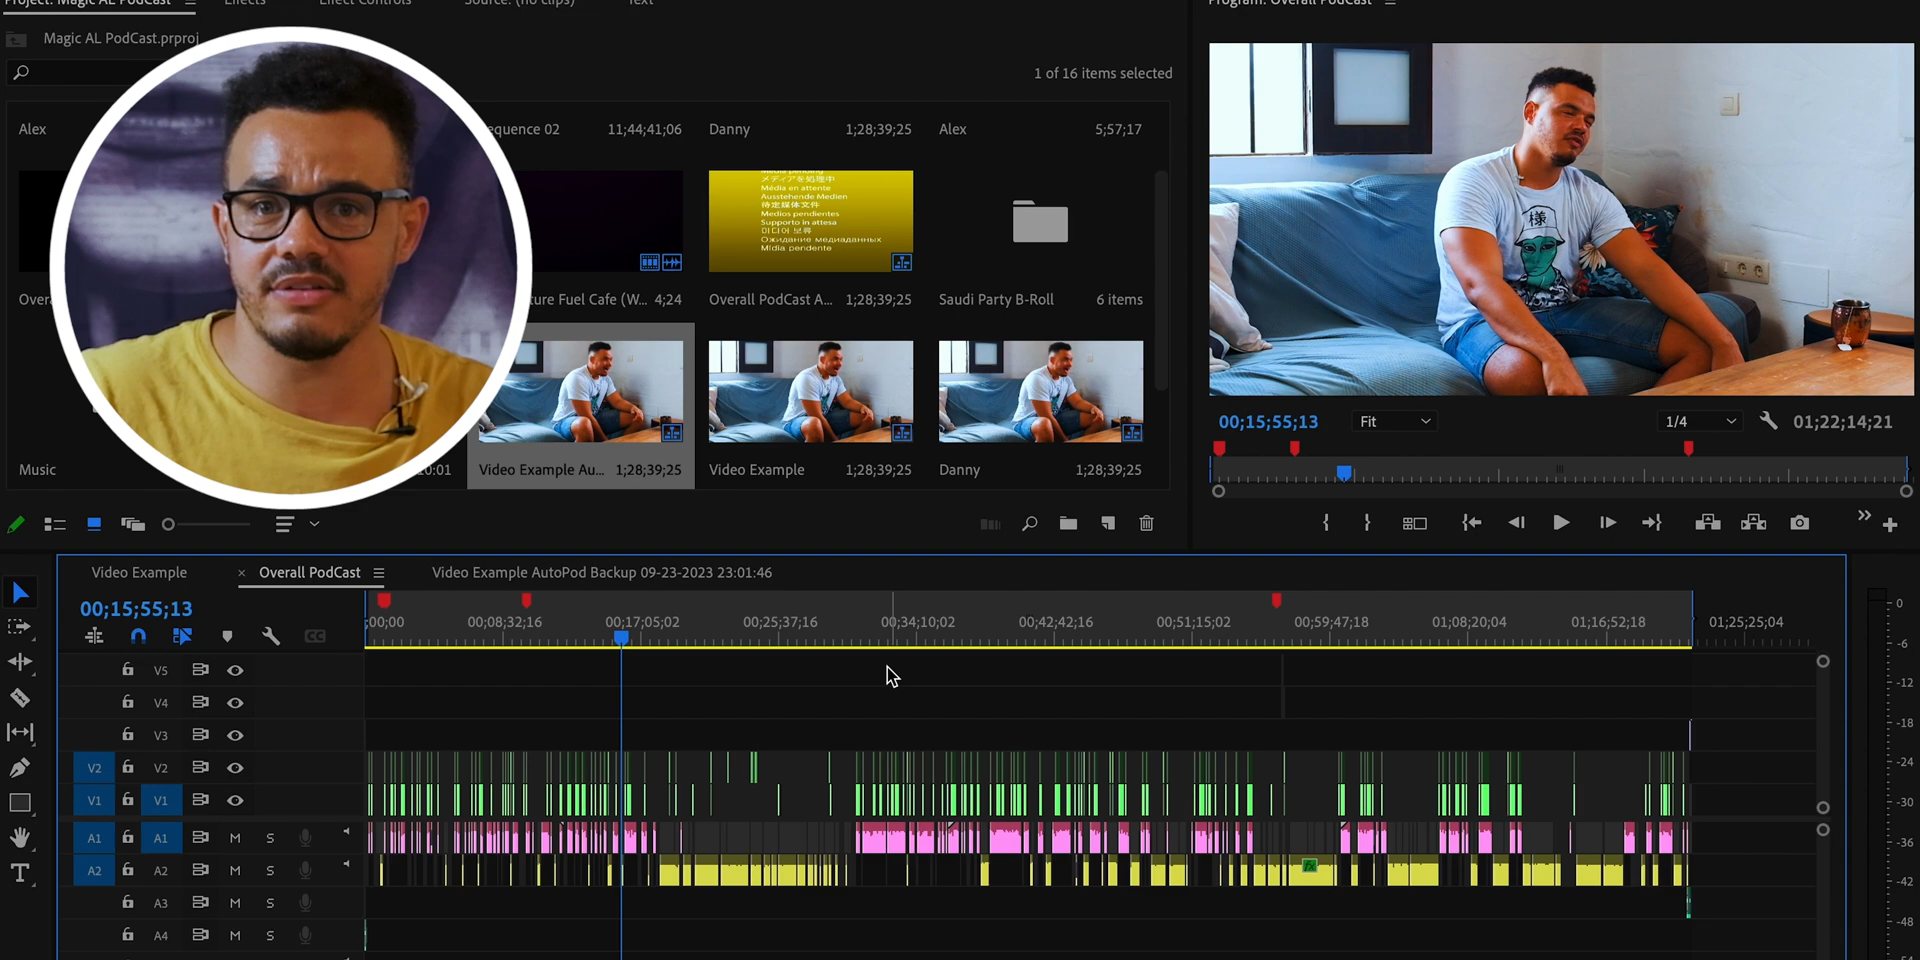 Project: Magic AL PodCast
Effects
Effect Controls
Source: (no clips)
Text
Program: Overall PodCast
Magic AL PodCast.prproj
1 of 16 items selected
Alex
equence 02 11;44;41;06
Danny 1;28;39;25
Alex 5;57;17
Media pending
メディアを処理中
Média en attente
Ausstehende Medien
待定媒体文件
Medios pendientes
Supporto in attesa
미디어 보류
Ожидание медиаданных
Mídia pendente
様
Overa
ture Fuel Cafe (W... 4;24
Overall PodCast A... 1;28;39;25
Saudi Party B-Roll 6 items
Music
:0:01
Video Example Au... 1;28;39;25
Video Example 1;28;39;25
Danny 1;28;39;25
00;15;55;13 Fit 1/4 01;22;14;21
Video Example
× Overall PodCast
Video Example AutoPod Backup 09-23-2023 23:01:46
00;15;55;13
;00;00 00;08;32;16 00;17;05;02 00;25;37;16 00;34;10;02 00;42;42;16 00;51;15;02 00;59;47;18 01;08;20;04 01;16;52;18 01;25;25;04
CC
V5
V4
V3
V2 V2
V1 V1
A1 A1 M S
A2 A2 M S
fx
A3 M S
A4 M S
T
0
-6
-12
-18
-24
-30
-36
-42
-48